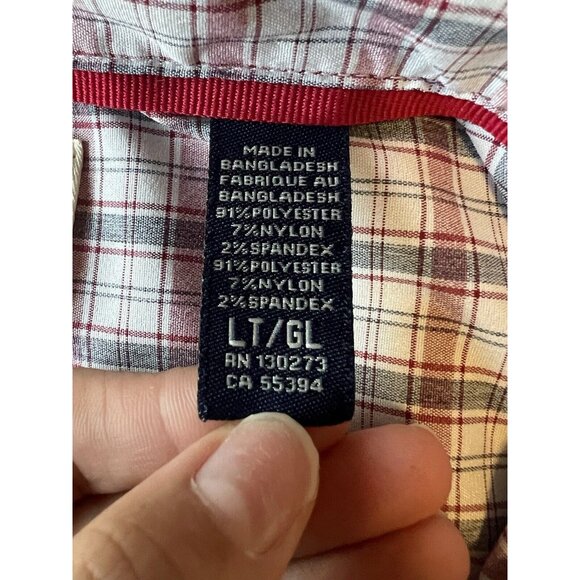 MADE IN
BANGLADESH
FABRIQUE AU
BANGLADESH
91%POLYESTER
7%NYLON
2%SPANDEX
91%POLYESTER
7%NYLON
2%SPANDEX
LT/GL
RN 130273
CA 55394